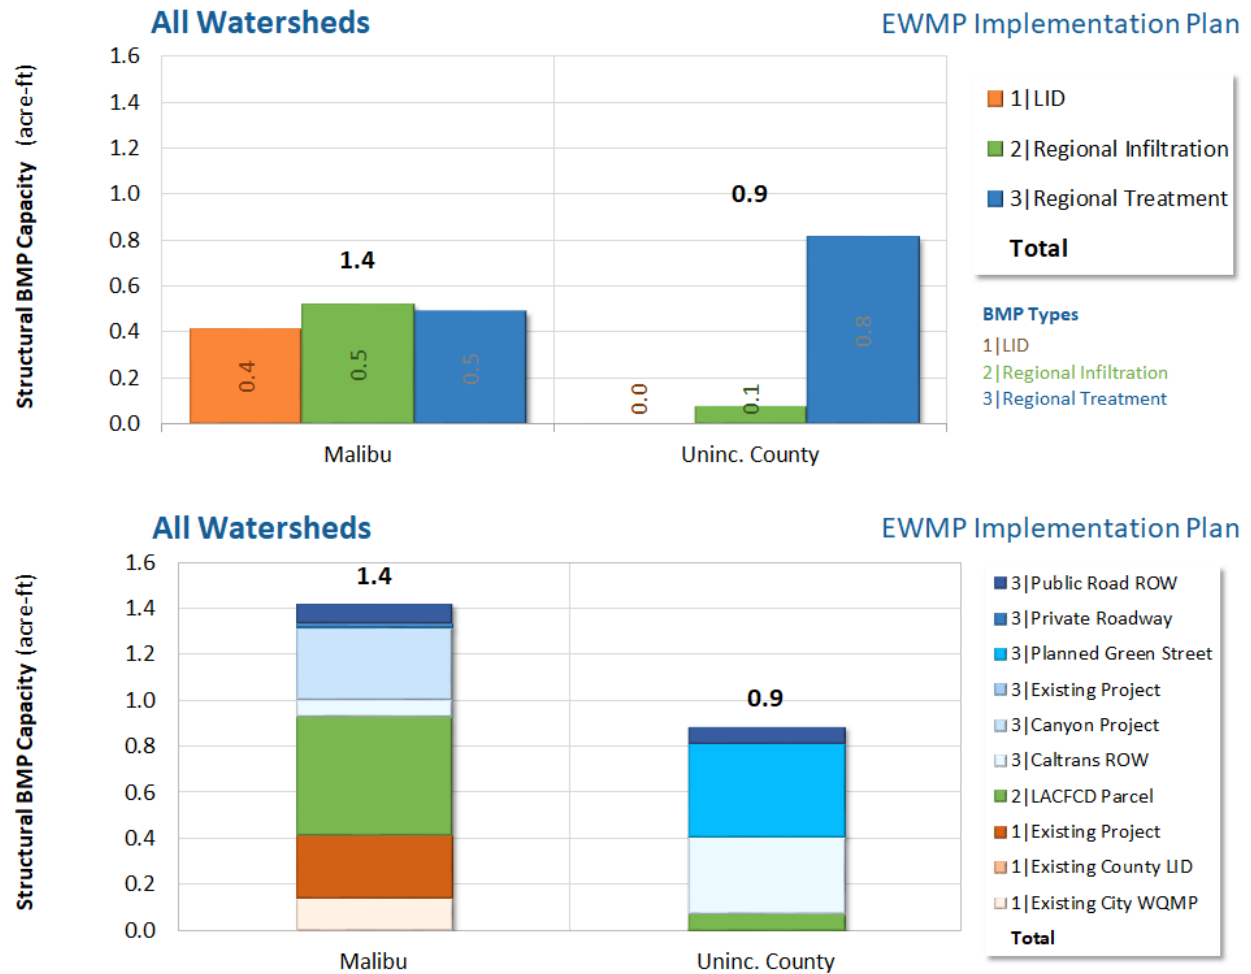 All Watersheds
EWMP Implementation Plan
Structural BMP Capacity (acre-ft)
1.6
1.4
1.2
1.0
0.8
0.6
0.4
0.2
0.0
1.4
0.4
0.5
0.5
0.9
0.0
0.1
0.8
Malibu
Uninc. County
1|LID
2|Regional Infiltration
3|Regional Treatment
Total
BMP Types
1|LID
2|Regional Infiltration
3|Regional Treatment
All Watersheds
EWMP Implementation Plan
Structural BMP Capacity (acre-ft)
1.6
1.4
1.2
1.0
0.8
0.6
0.4
0.2
0.0
1.4
0.9
Malibu
Uninc. County
3|Public Road ROW
3|Private Roadway
3|Planned Green Street
3|Existing Project
3|Canyon Project
3|Caltrans ROW
2|LACFCD Parcel
1|Existing Project
1|Existing County LID
1|Existing City WQMP
Total